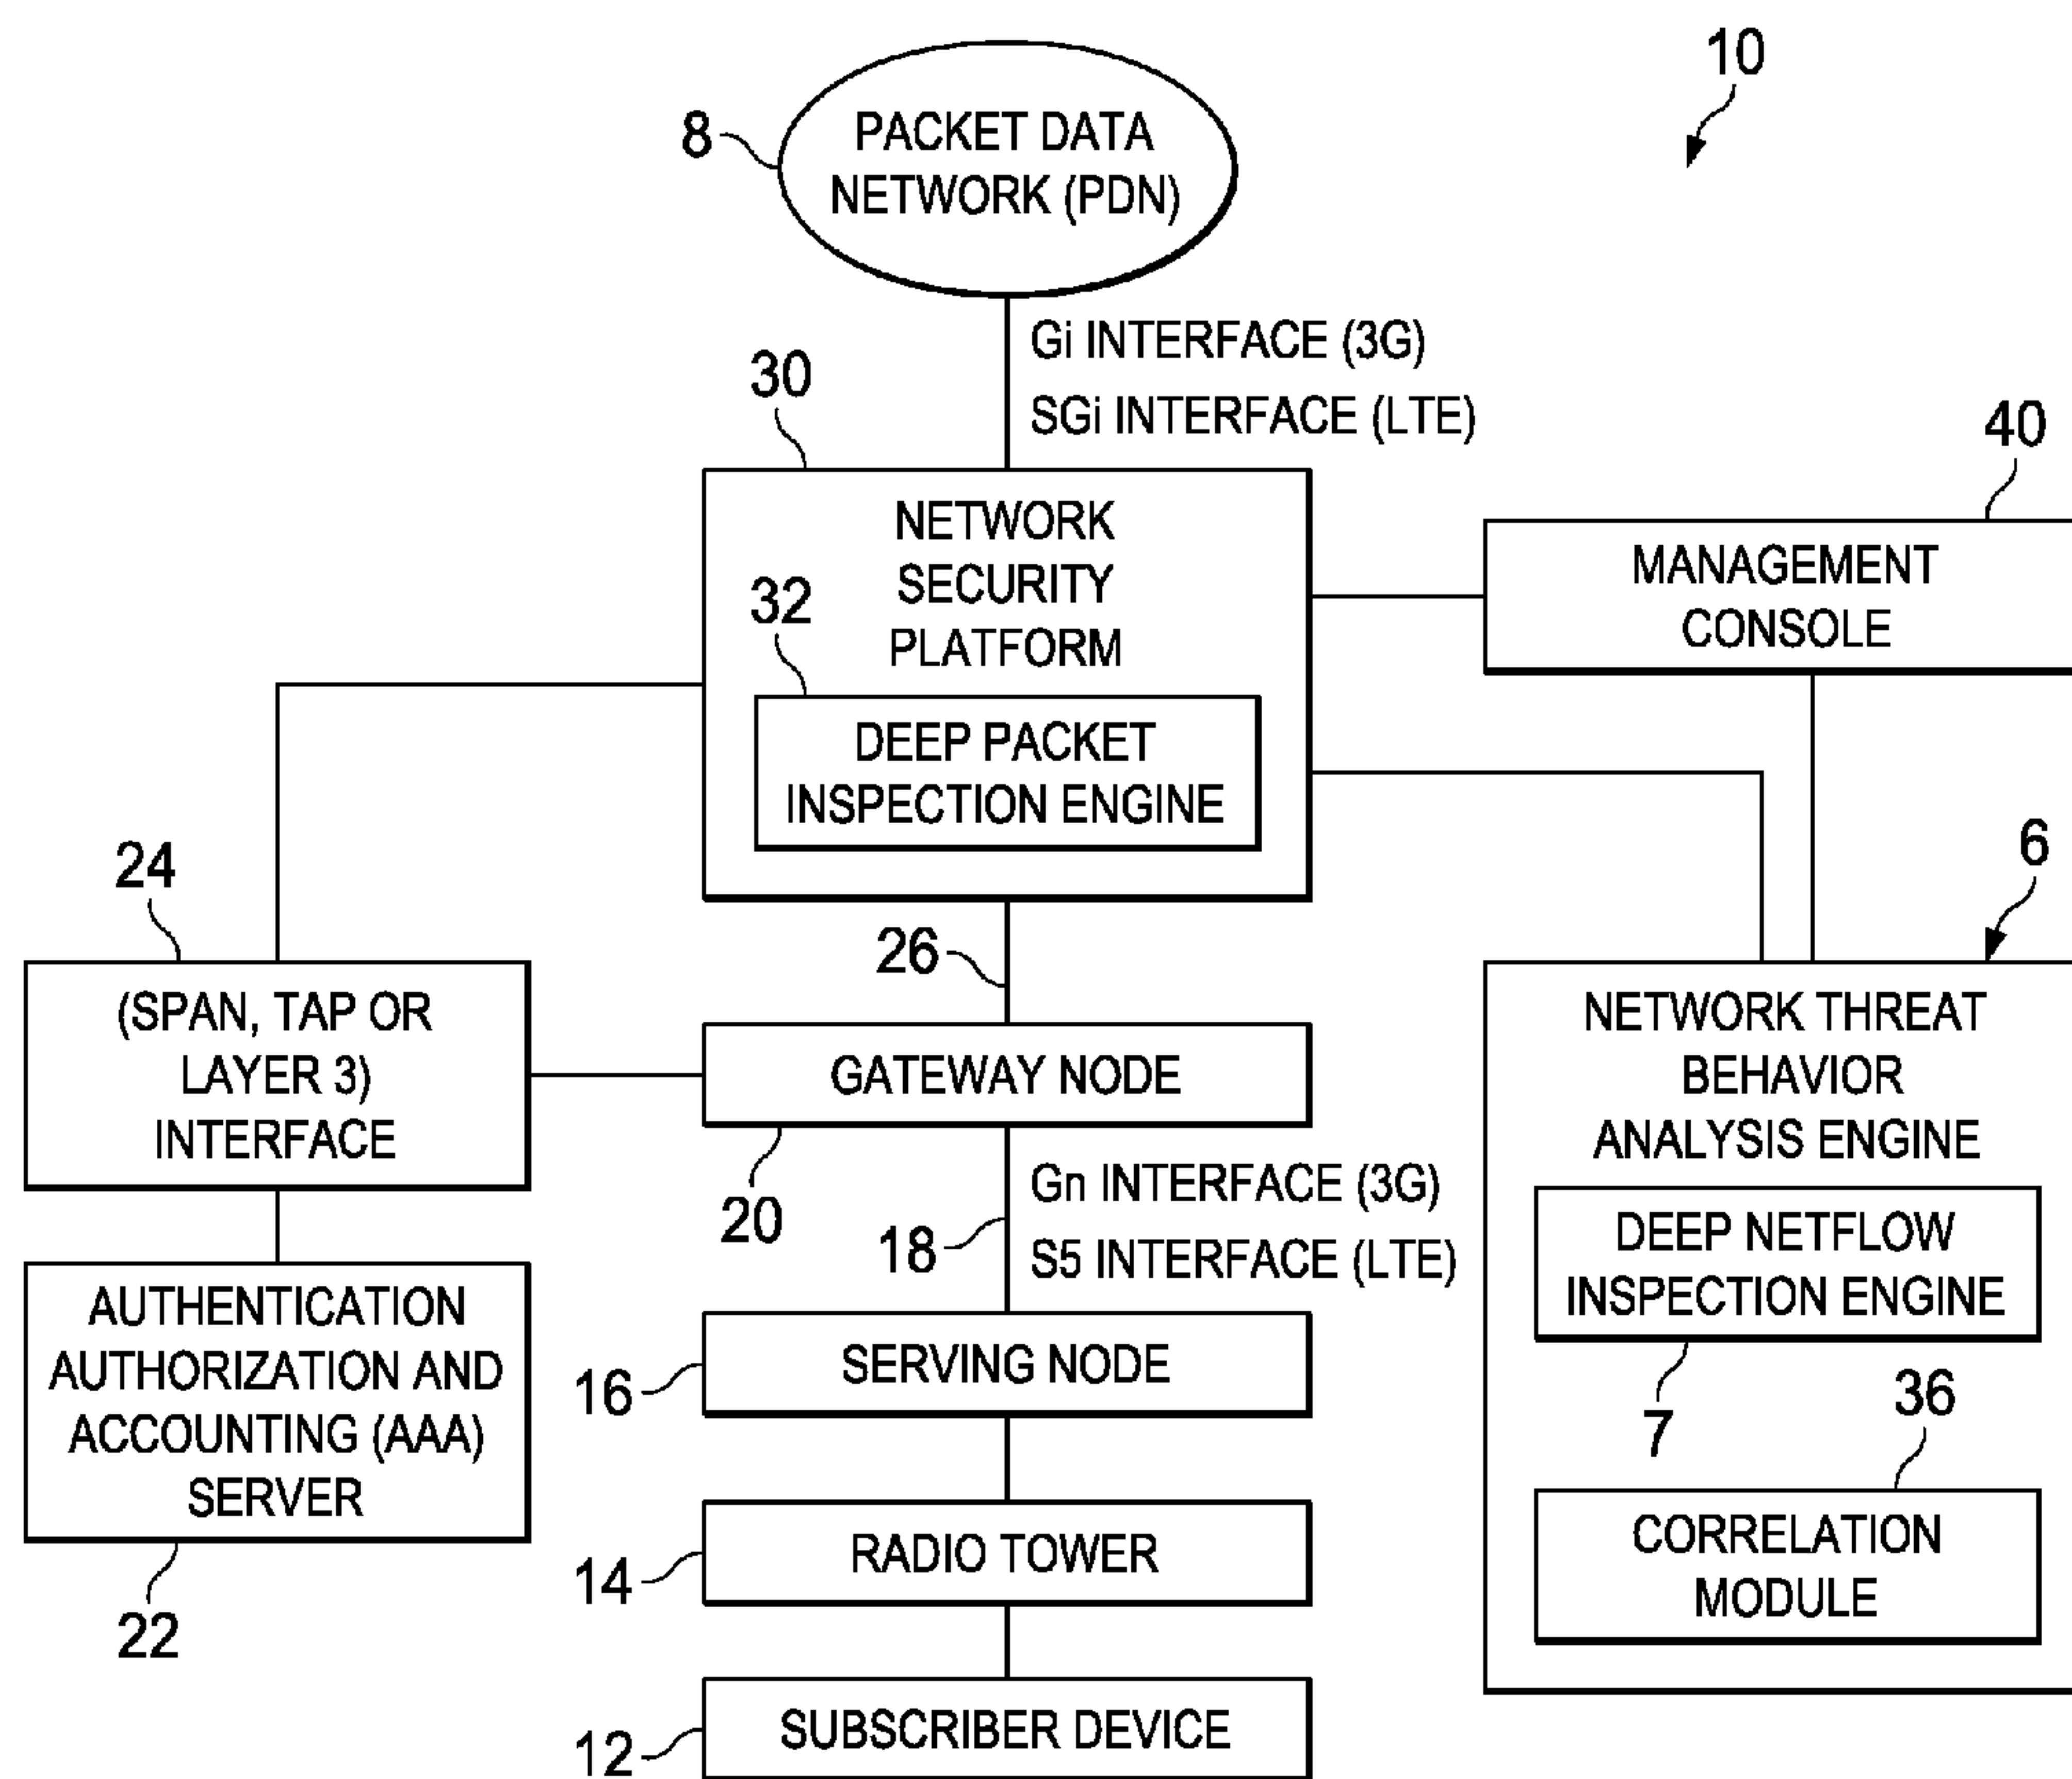 10
8
PACKET DATA
NETWORK (PDN)
Gi INTERFACE (3G)
SGi INTERFACE (LTE)
30
40
NETWORK
SECURITY
PLATFORM
MANAGEMENT
CONSOLE
32
DEEP PACKET
INSPECTION ENGINE
24
6
26
(SPAN, TAP OR
LAYER 3)
INTERFACE
GATEWAY NODE
NETWORK THREAT
BEHAVIOR
ANALYSIS ENGINE
20
18
Gn INTERFACE (3G)
S5 INTERFACE (LTE)
DEEP NETFLOW
INSPECTION ENGINE
AUTHENTICATION
AUTHORIZATION AND
ACCOUNTING (AAA)
SERVER
16
SERVING NODE
7
36
14
RADIO TOWER
CORRELATION
MODULE
22
12
SUBSCRIBER DEVICE